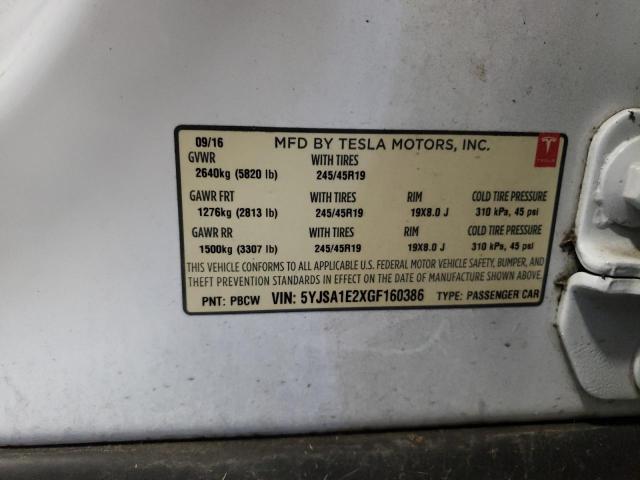 09/16 MFD BY TESLA MOTORS, INC.
GVWR WITH TIRES
2640kg (5820 lb) 245/45R19
TESLA
GAWR FRT WITH TIRES RIM COLD TIRE PRESSURE
1276kg (2813 lb) 245/45R19 19X8.0 J 310 kPa, 45 psi
GAWR RR WITH TIRES RIM COLD TIRE PRESSURE
1500kg (3307 lb) 245/45R19 19X8.0 J 310 kPa, 45 psi
THIS VEHICLE CONFORMS TO ALL APPLICABLE U.S. FEDERAL MOTOR VEHICLE SAFETY, BUMPER, AND
THEFT PREVENTION STANDARDS IN EFFECT ON THE DATE OF MANUFACTURE SHOWN ABOVE.
PNT: PBCW VIN: 5YJSA1E2XGF160386 TYPE: PASSENGER CAR